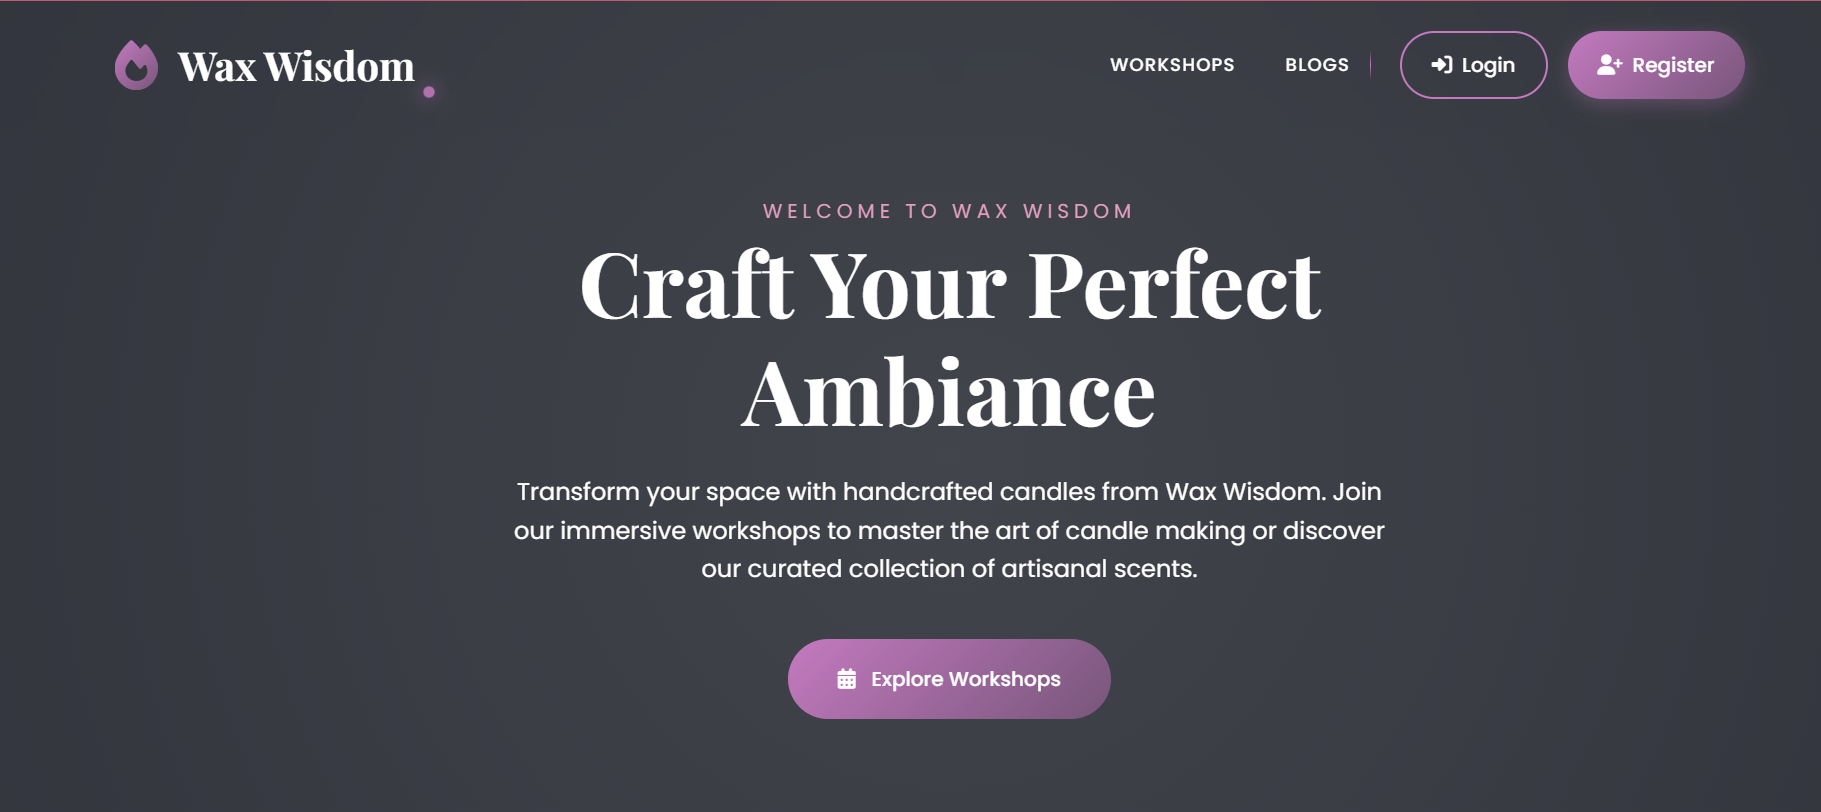 Wax Wisdom
WORKSHOPS
BLOGS
Login
Register
WELCOME TO WAX WISDOM
Craft Your Perfect
Ambiance
Transform your space with handcrafted candles from Wax Wisdom. Join
our immersive workshops to master the art of candle making or discover
our curated collection of artisanal scents.
Explore Workshops